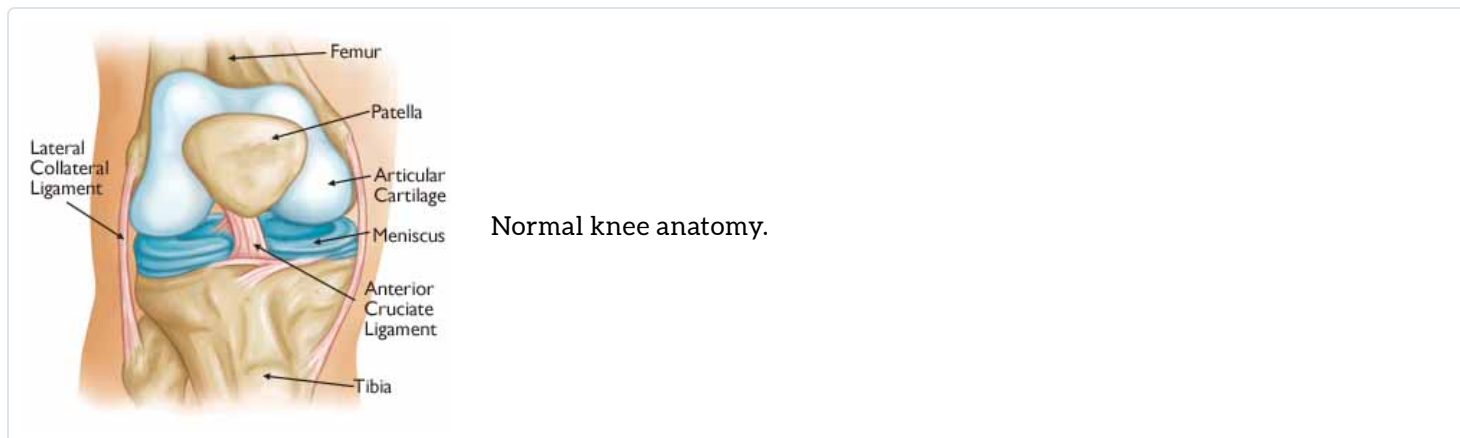 Femur
Patella
Lateral
Collateral
Ligament
Articular
Cartilage
Meniscus
Normal knee anatomy.
Anterior
Cruciate
Ligament
Tibia